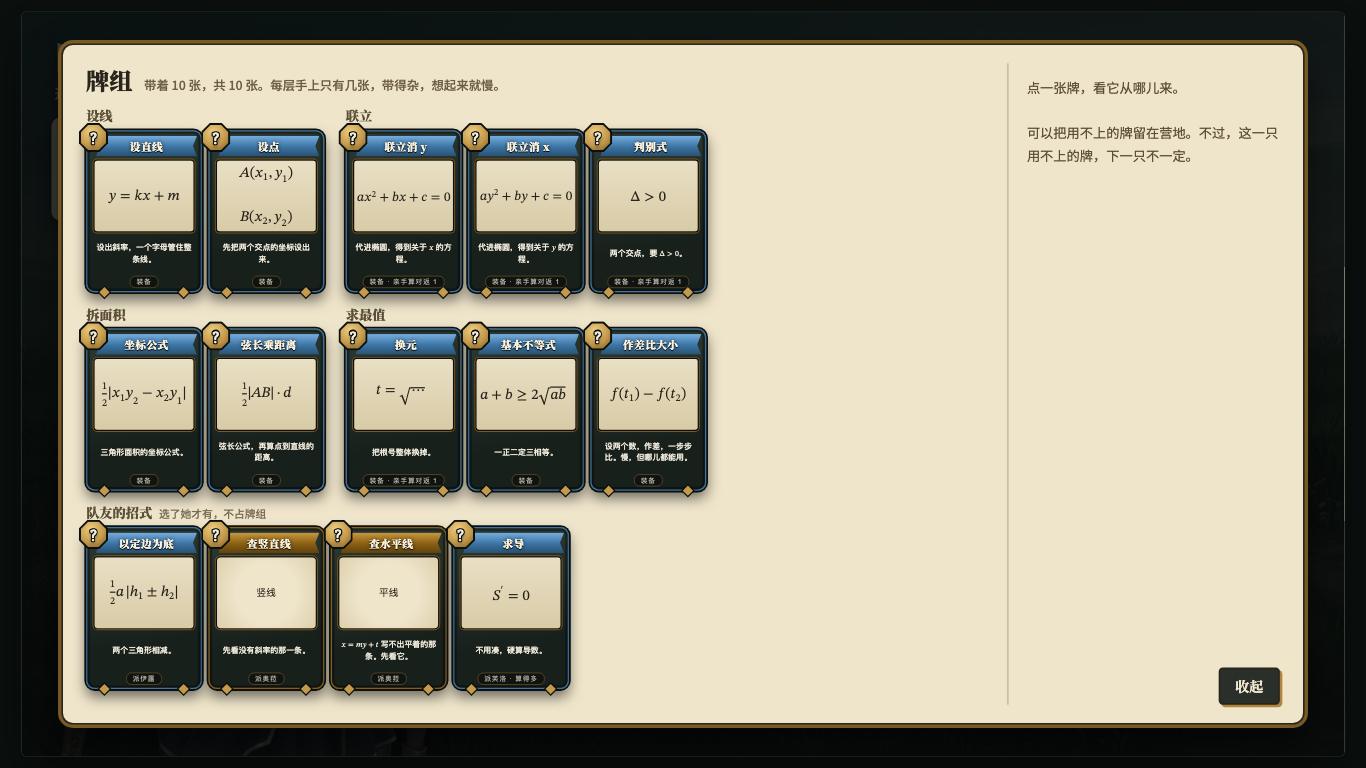 牌组 带着 10 张，共 10 张。每层手上只有几张，带得杂，想起来就慢。
设线
?
设直线
y = kx + m
设出斜率，一个字母管住整
条线。
装备
?
设点
A(x₁, y₁)
B(x₂, y₂)
先把两个交点的坐标设出
来。
装备
联立
?
联立消 y
ax² + bx + c = 0
代进椭圆，得到关于 x 的方
程。
装备 · 亲手算对返 1
?
联立消 x
ay² + by + c = 0
代进椭圆，得到关于 y 的方
程。
装备 · 亲手算对返 1
?
判别式
Δ > 0
两个交点，要 Δ > 0。
装备 · 亲手算对返 1
拆面积
?
坐标公式
½|x₁y₂ − x₂y₁|
三角形面积的坐标公式。
装备
?
弦长乘距离
½|AB| · d
弦长公式，再算点到直线的
距离。
装备
求最值
?
换元
t = √⋯
把根号整体换掉。
装备 · 亲手算对返 1
?
基本不等式
a + b ≥ 2√ab
一正二定三相等。
装备
?
作差比大小
f(t₁) − f(t₂)
设两个数，作差，一步步
比。慢，但哪儿都能用。
装备
队友的招式 选了她才有，不占牌组
?
以定边为底
½a|h₁ ± h₂|
两个三角形相减。
派伊露
?
查竖直线
竖线
先看没有斜率的那一条。
派奥菈
?
查水平线
平线
x = my + t 写不出平着的那
条。先看它。
派奥菈
?
求导
S′ = 0
不用凑，硬算导数。
派芙洛 · 算得多
点一张牌，看它从哪儿来。
可以把用不上的牌留在营地。不过，这一只
用不上的牌，下一只不一定。
收起